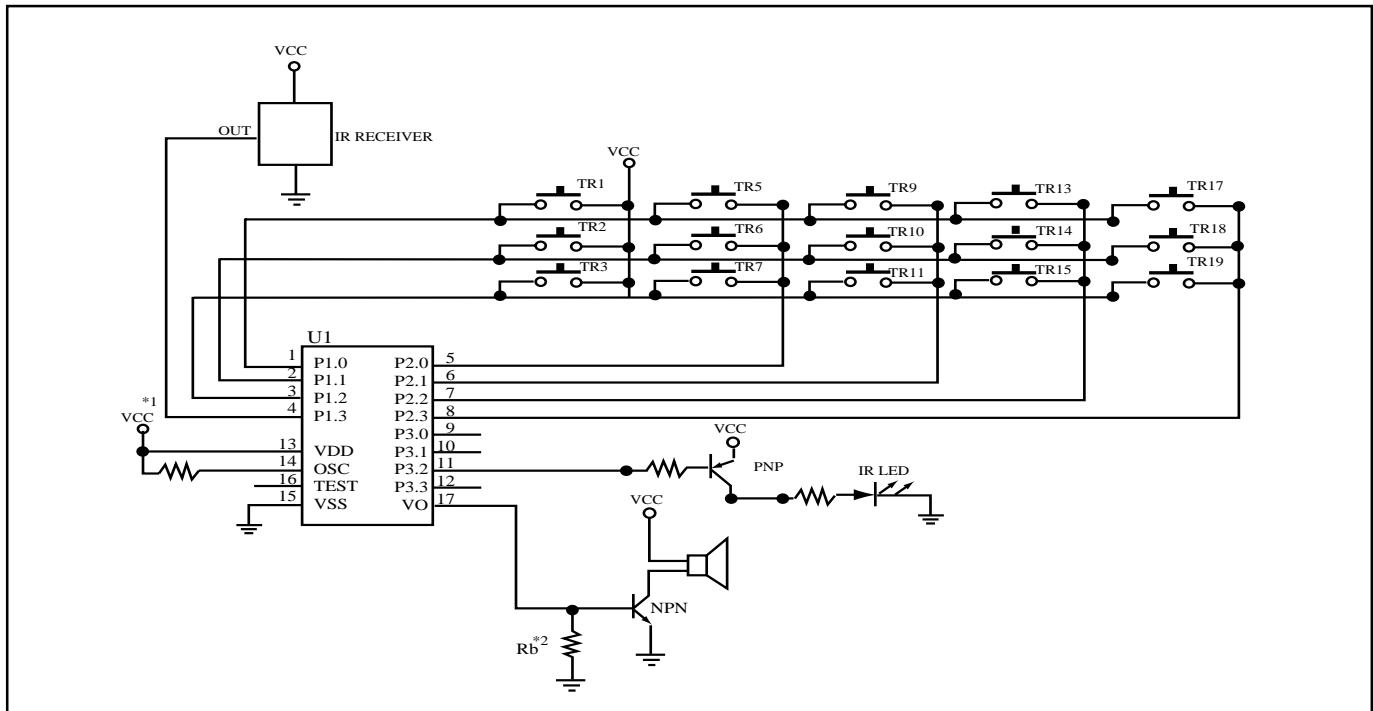 VCC
OUT
IR RECEIVER
VCC
TR1
TR5
TR9
TR13
TR17
TR2
TR6
TR10
TR14
TR18
TR3
TR7
TR11
TR15
TR19
U1
1 P1.0 P2.0 5
2 P1.1 P2.1 6
3 P1.2 P2.2 7
4 P1.3 P2.3 8
*1
VCC
P3.0 9
13 VDD P3.1 10
14 OSC P3.2 11
16 TEST P3.3 12
15 VSS VO 17
VCC
PNP
IR LED
VCC
NPN
Rb*2